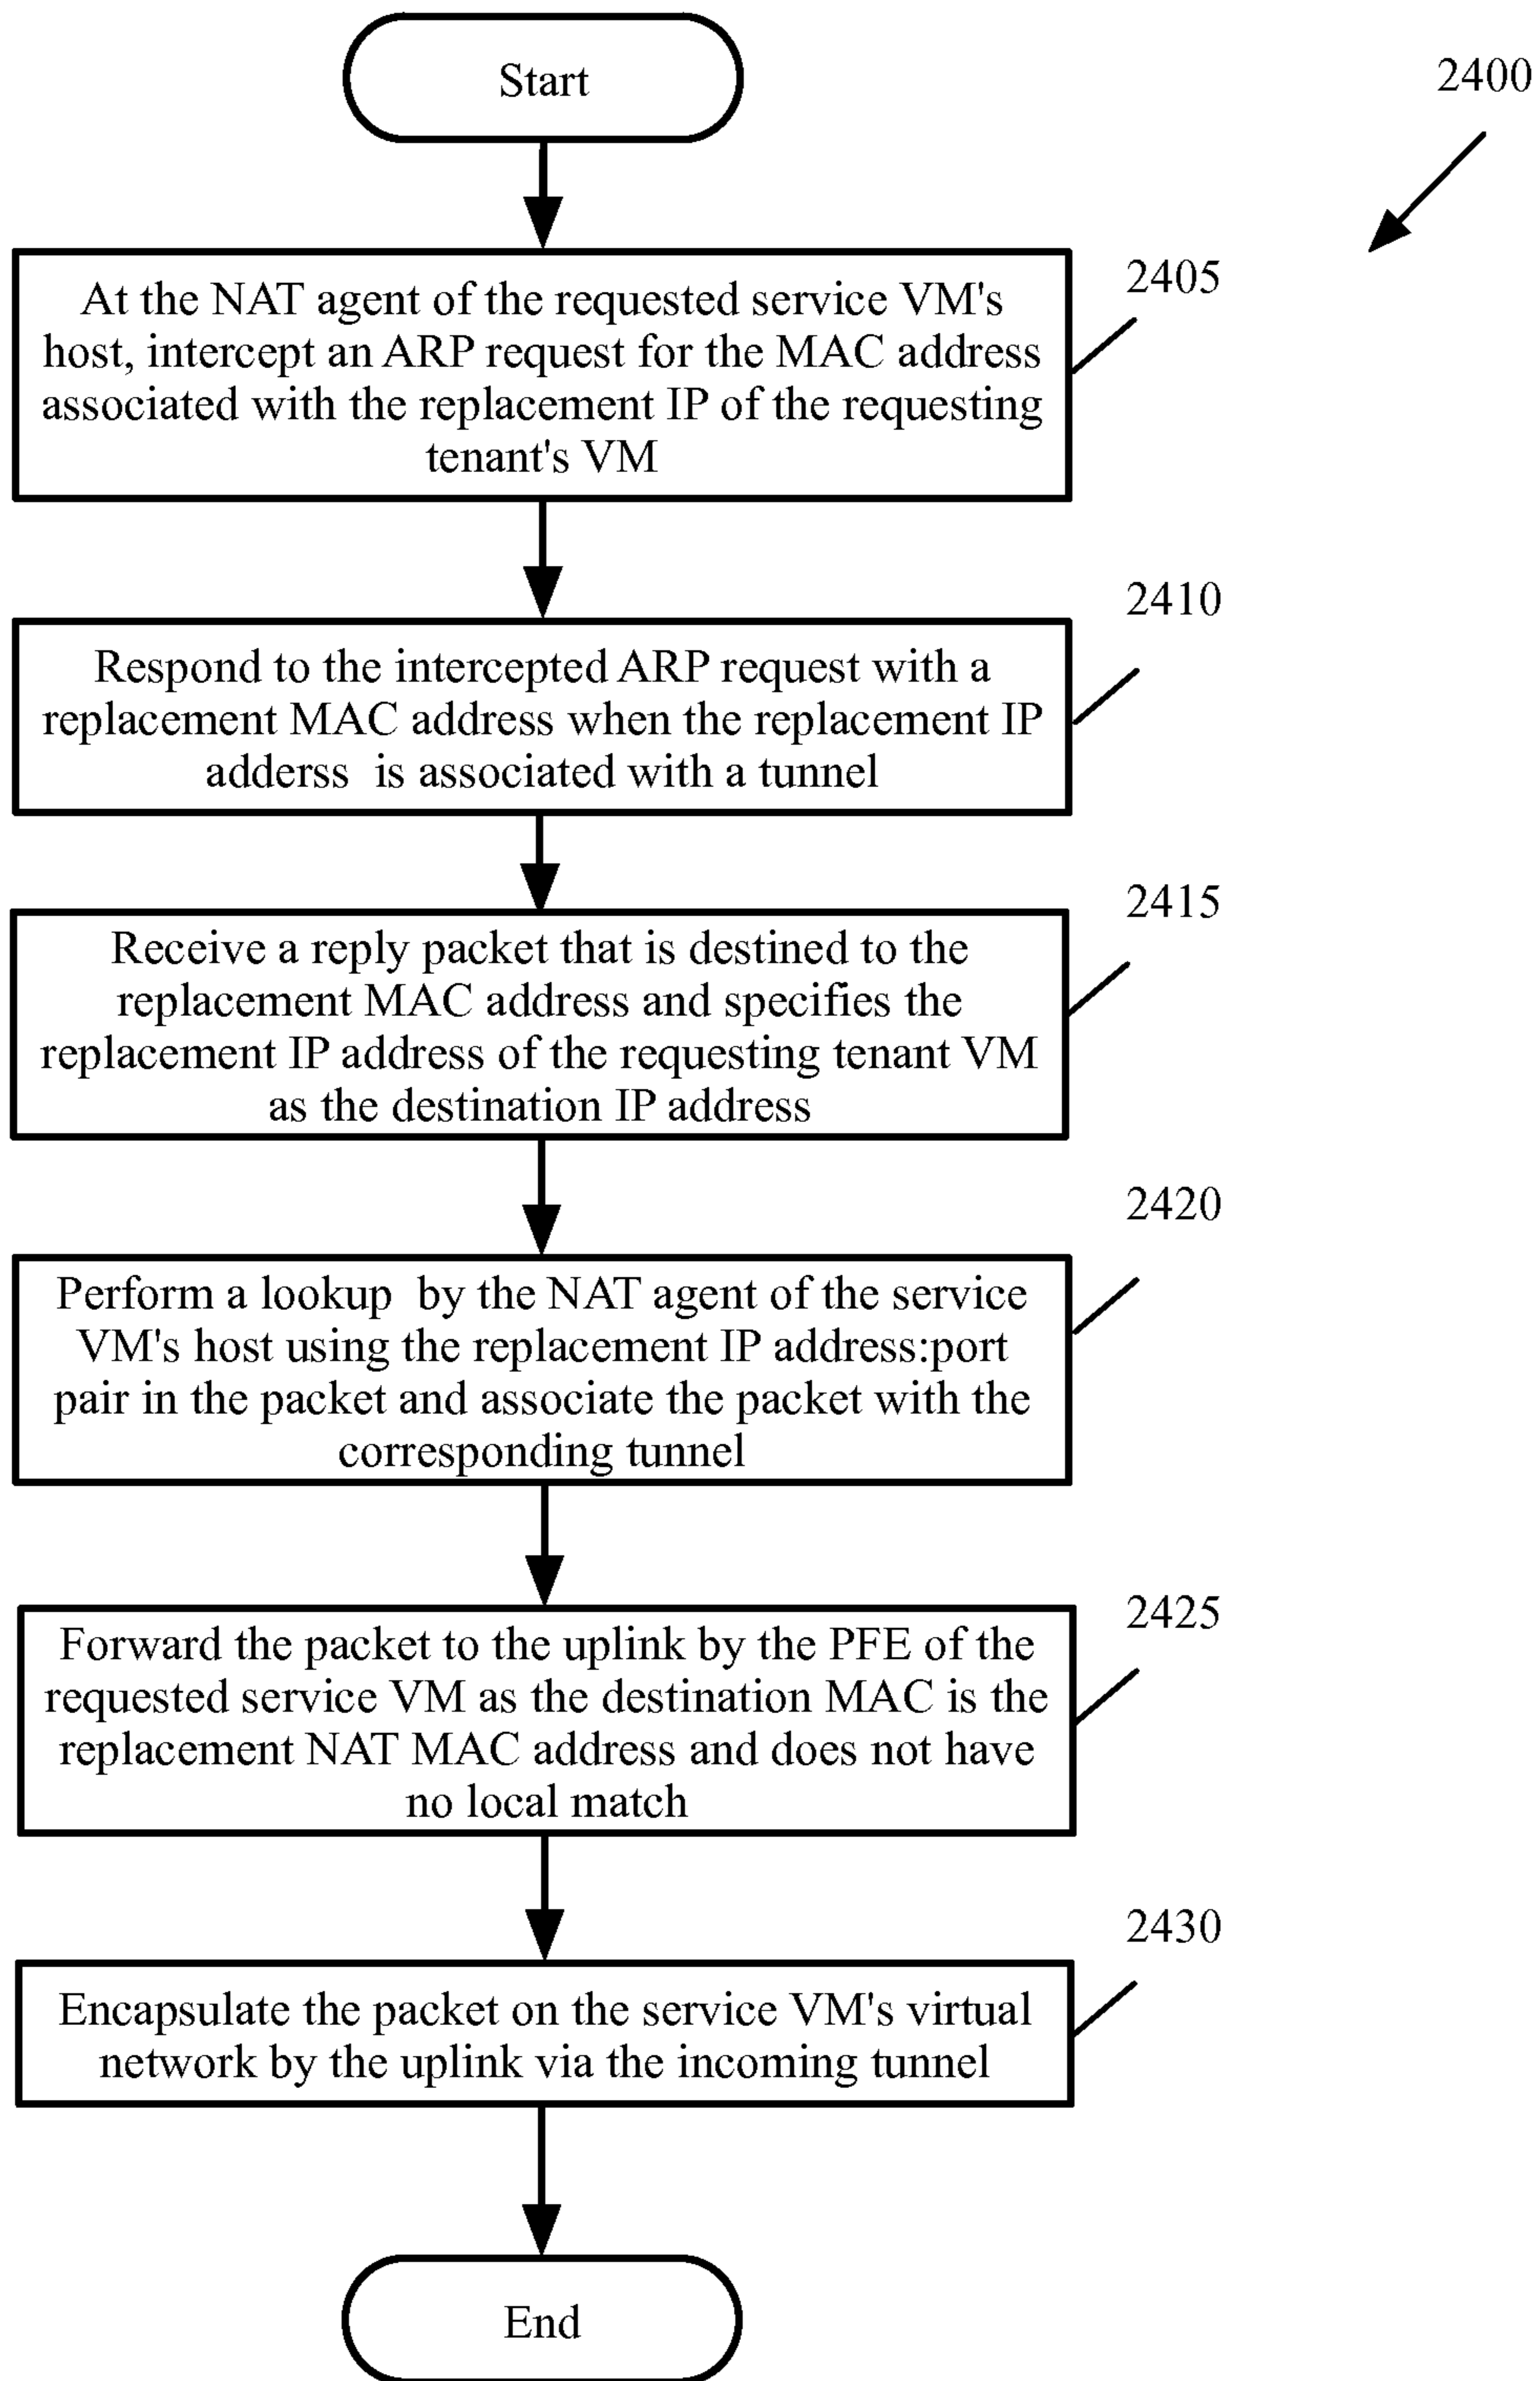 Start
2400
At the NAT agent of the requested service VM's
host, intercept an ARP request for the MAC address
associated with the replacement IP of the requesting
tenant's VM
2405
Respond to the intercepted ARP request with a
replacement MAC address when the replacement IP
adderss is associated with a tunnel
2410
Receive a reply packet that is destined to the
replacement MAC address and specifies the
replacement IP address of the requesting tenant VM
as the destination IP address
2415
Perform a lookup by the NAT agent of the service
VM's host using the replacement IP address:port
pair in the packet and associate the packet with the
corresponding tunnel
2420
Forward the packet to the uplink by the PFE of the
requested service VM as the destination MAC is the
replacement NAT MAC address and does not have
no local match
2425
Encapsulate the packet on the service VM's virtual
network by the uplink via the incoming tunnel
2430
End